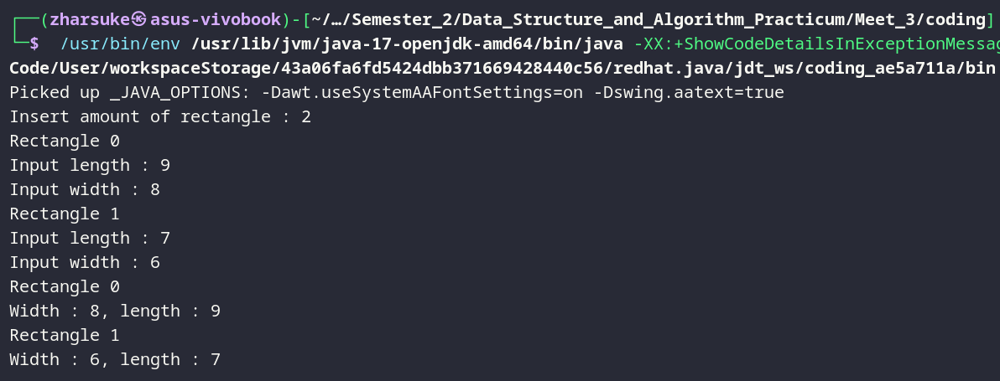 ┌──(zharsuke㉿asus-vivobook)-[~/…/Semester_2/Data_Structure_and_Algorithm_Practicum/Meet_3/coding]
└─$  /usr/bin/env /usr/lib/jvm/java-17-openjdk-amd64/bin/java -XX:+ShowCodeDetailsInExceptionMessag
Code/User/workspaceStorage/43a06fa6fd5424dbb371669428440c56/redhat.java/jdt_ws/coding_ae5a711a/bin
Picked up _JAVA_OPTIONS: -Dawt.useSystemAAFontSettings=on -Dswing.aatext=true
Insert amount of rectangle : 2
Rectangle 0
Input length : 9
Input width : 8
Rectangle 1
Input length : 7
Input width : 6
Rectangle 0
Width : 8, length : 9
Rectangle 1
Width : 6, length : 7